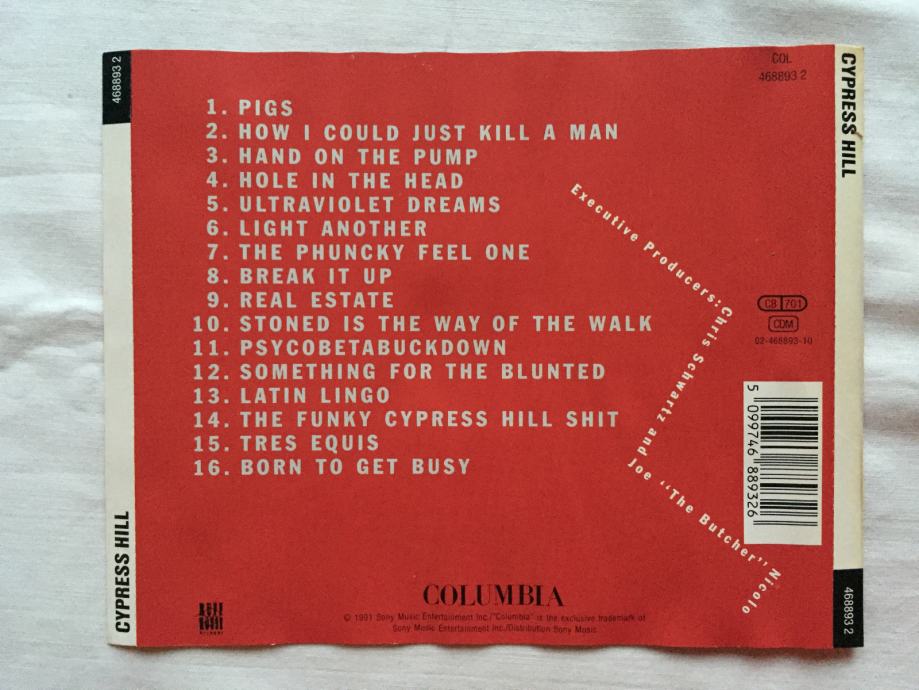 468893 2
CYPRESS HILL
1. PIGS
2. HOW I COULD JUST KILL A MAN
3. HAND ON THE PUMP
4. HOLE IN THE HEAD
5. ULTRAVIOLET DREAMS
6. LIGHT ANOTHER
7. THE PHUNCKY FEEL ONE
8. BREAK IT UP
9. REAL ESTATE
10. STONED IS THE WAY OF THE WALK
11. PSYCOBETABUCKDOWN
12. SOMETHING FOR THE BLUNTED
13. LATIN LINGO
14. THE FUNKY CYPRESS HILL SHIT
15. TRES EQUIS
16. BORN TO GET BUSY
Executive Producers: Chris Schwartz and Joe "The Butcher" Nicolo
COL
468893 2
CB 701
CDM
02-468893-10
5 099746 889326
COLUMBIA
© 1991 Sony Music Entertainment Inc./"Columbia" is the exclusive trademark of
Sony Music Entertainment Inc./Distribution Sony Music
CYPRESS HILL
468893 2